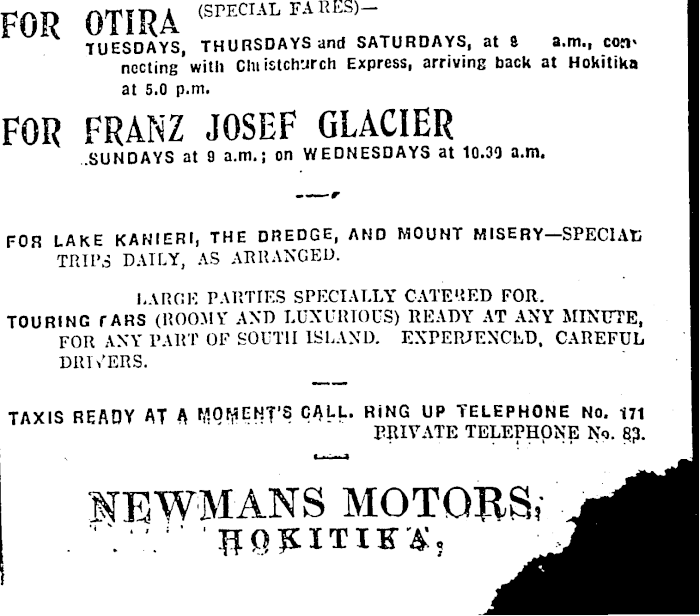 FOR OTIRA (SPECIAL FARES)—
TUESDAYS, THURSDAYS and SATURDAYS, at 8 a.m., con-
necting with Christchurch Express, arriving back at Hokitika
at 5.0 p.m.
FOR FRANZ JOSEF GLACIER
SUNDAYS at 9 a.m.; on WEDNESDAYS at 10.30 a.m.
FOR LAKE KANIERI, THE DREDGE, AND MOUNT MISERY—SPECIAL
TRIPS DAILY, AS ARRANGED.
LARGE PARTIES SPECIALLY CATERED FOR.
TOURING CARS (ROOMY AND LUXURIOUS) READY AT ANY MINUTE,
FOR ANY PART OF SOUTH ISLAND. EXPERIENCED, CAREFUL
DRIVERS.
TAXIS READY AT A MOMENT'S CALL. RING UP TELEPHONE No. 171
PRIVATE TELEPHONE No. 83.
NEWMANS MOTORS,
HOKITIKA,